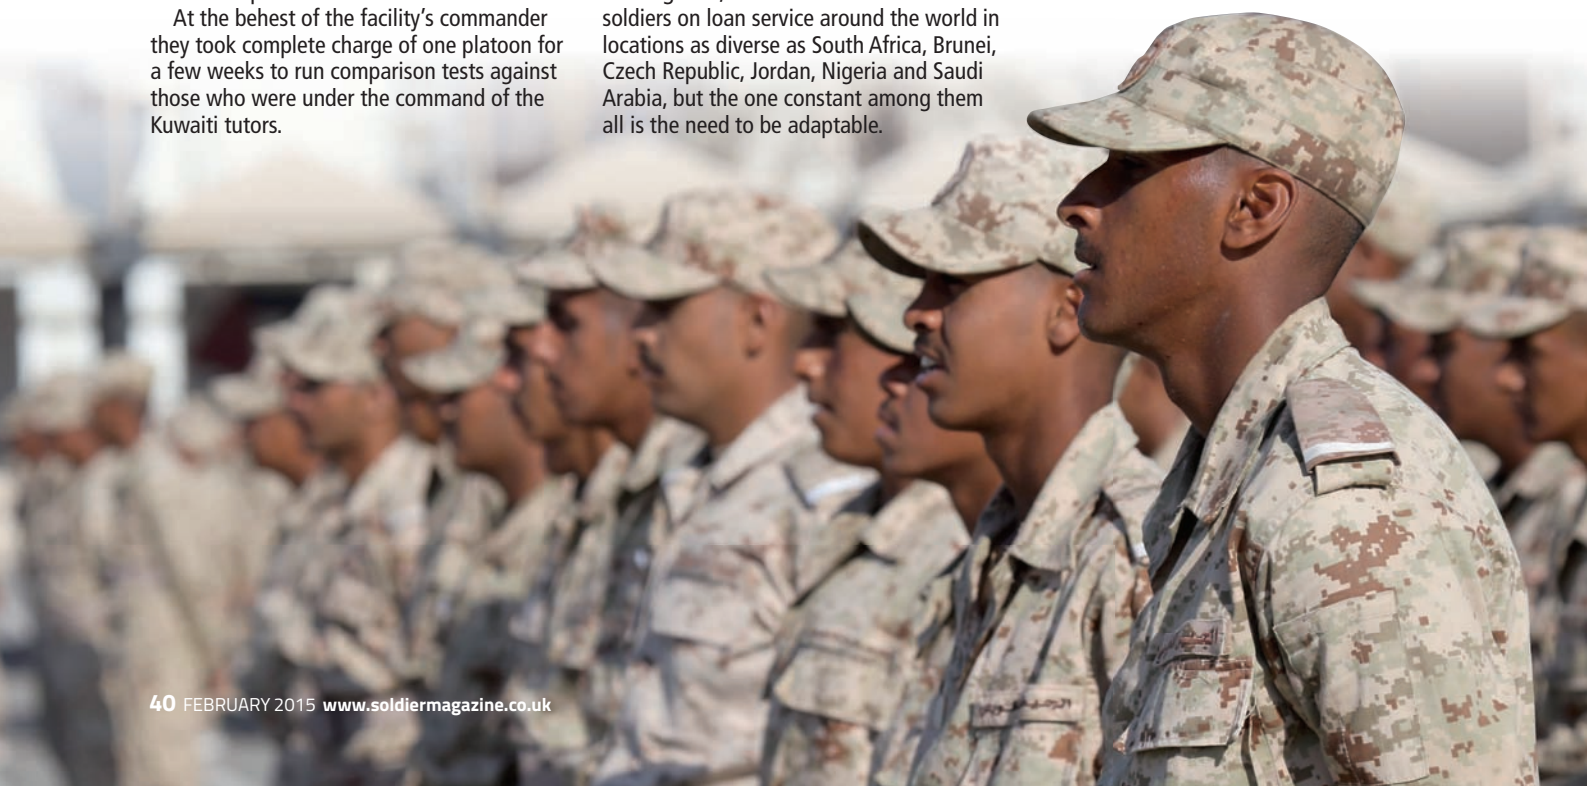 At the behest of the facility’s commander
they took complete charge of one platoon for
a few weeks to run comparison tests against
those who were under the command of the
Kuwaiti tutors.
soldiers on loan service around the world in
locations as diverse as South Africa, Brunei,
Czech Republic, Jordan, Nigeria and Saudi
Arabia, but the one constant among them
all is the need to be adaptable.
40 FEBRUARY 2015 www.soldiermagazine.co.uk